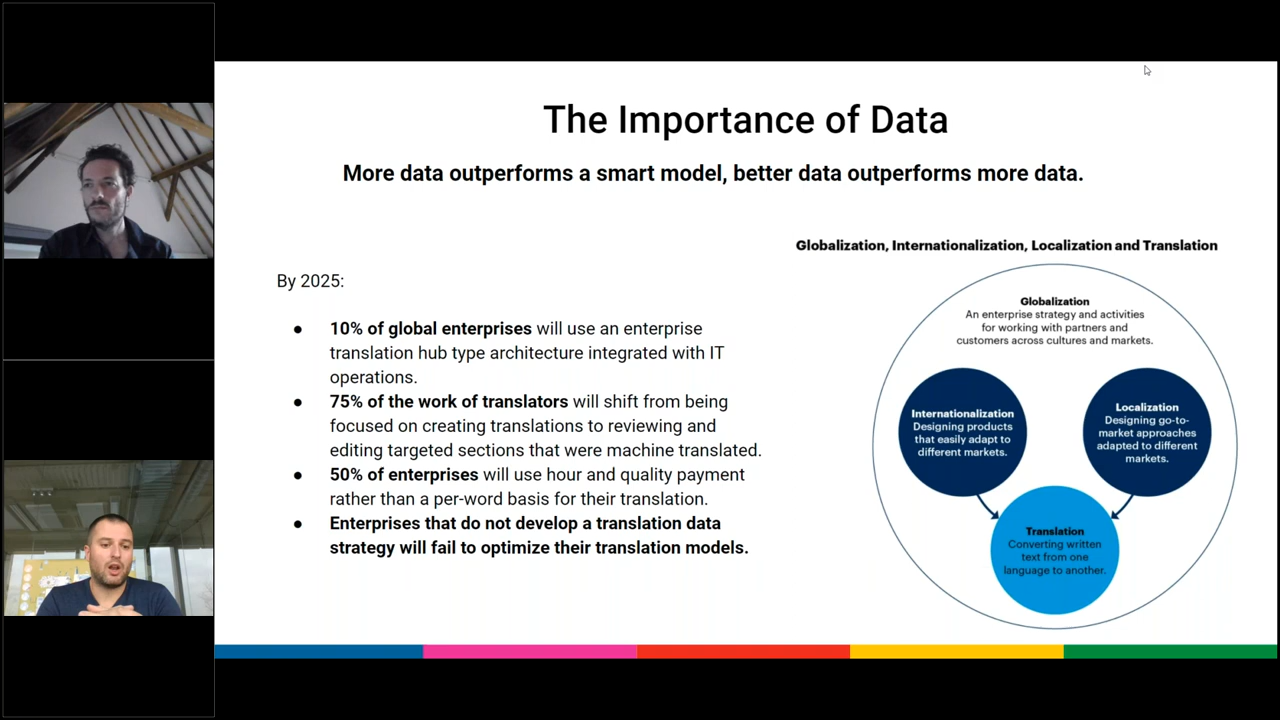 The Importance of Data
More data outperforms a smart model, better data outperforms more data.
By 2025:
● 10% of global enterprises will use an enterprise
translation hub type architecture integrated with IT
operations.
● 75% of the work of translators will shift from being
focused on creating translations to reviewing and
editing targeted sections that were machine translated.
● 50% of enterprises will use hour and quality payment
rather than a per-word basis for their translation.
● Enterprises that do not develop a translation data
strategy will fail to optimize their translation models.
Globalization, Internationalization, Localization and Translation
Globalization
An enterprise strategy and activities
for working with partners and
customers across cultures and markets.
Internationalization
Designing products
that easily adapt to
different markets.
Localization
Designing go-to-
market approaches
adapted to different
markets.
Translation
Converting written
text from one
language to another.